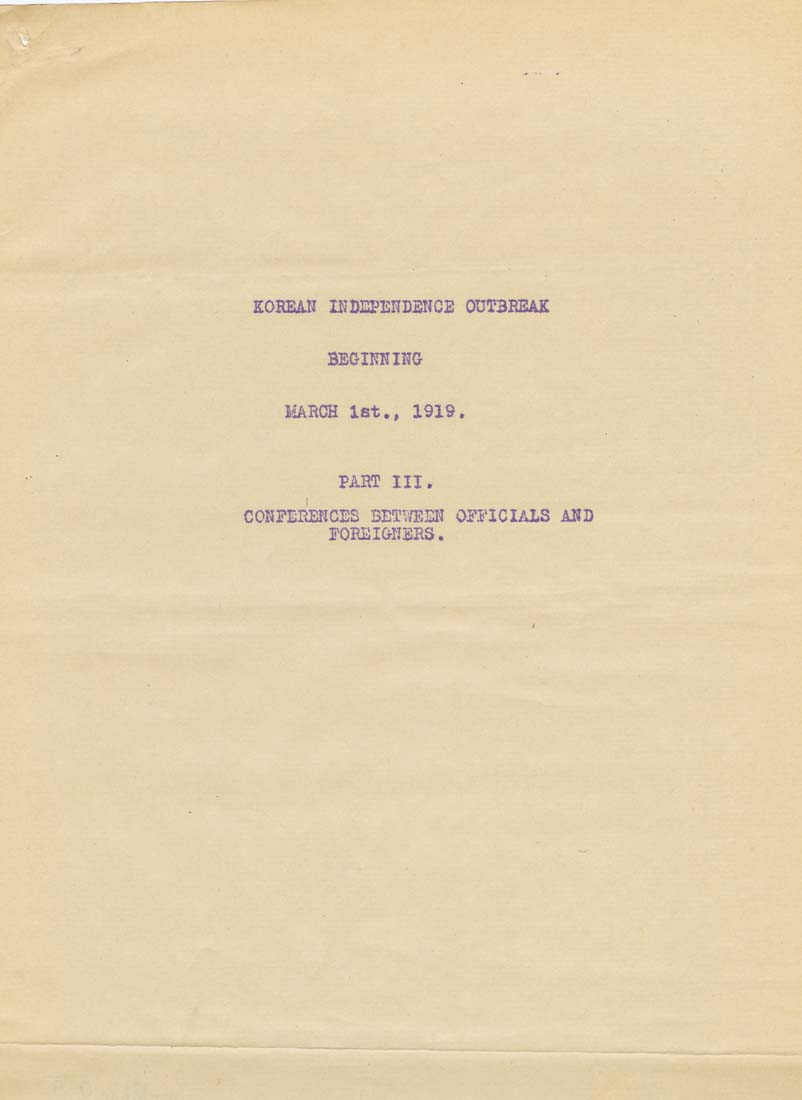 KOREAN INDEPENDENCE OUTBREAK
BEGINNING
MARCH 1st., 1919.
PART III.
CONFERENCES BETWEEN OFFICIALS AND
FOREIGNERS.